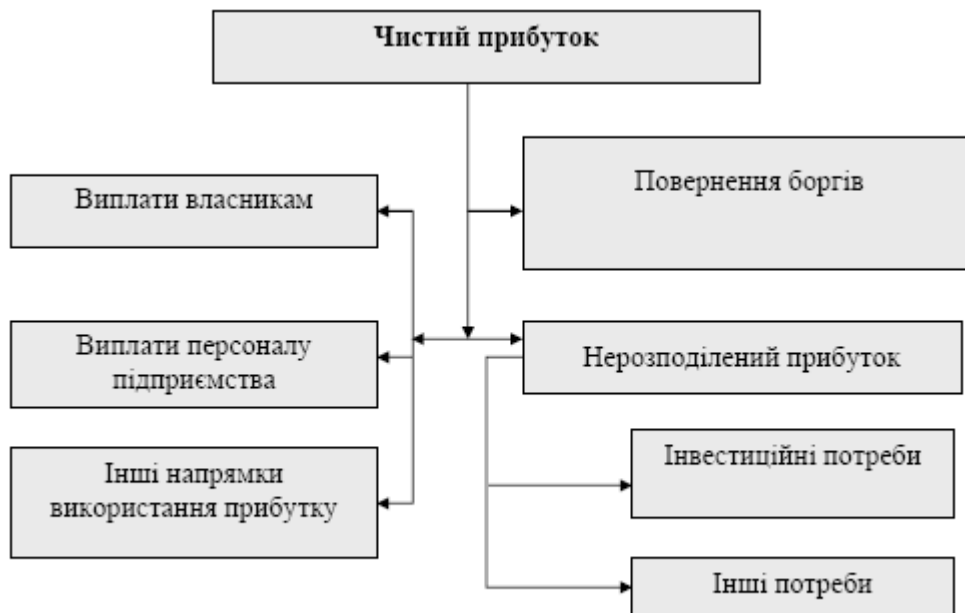 Чистий прибуток
Повернення боргів
Виплати власникам
Виплати персоналу
підприємства
Нерозподілений прибуток
Інші напрямки
використання прибутку
Інвестиційні потреби
Інші потреби